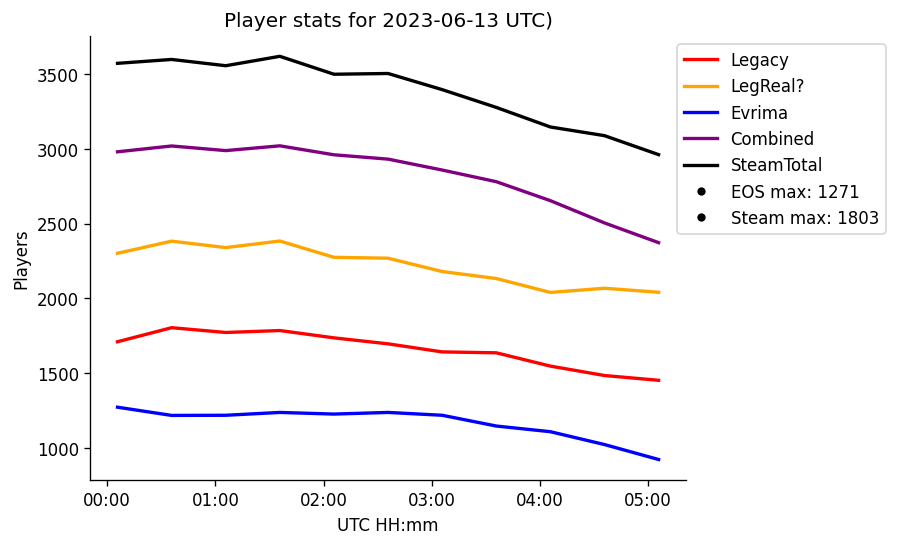 Player stats for 2023-06-13 UTC)
Legacy
LegReal?
Evrima
Combined
SteamTotal
EOS max: 1271
Steam max: 1803
Players
3500
3000
2500
2000
1500
1000
00:00 01:00 02:00 03:00 04:00 05:00
UTC HH:mm